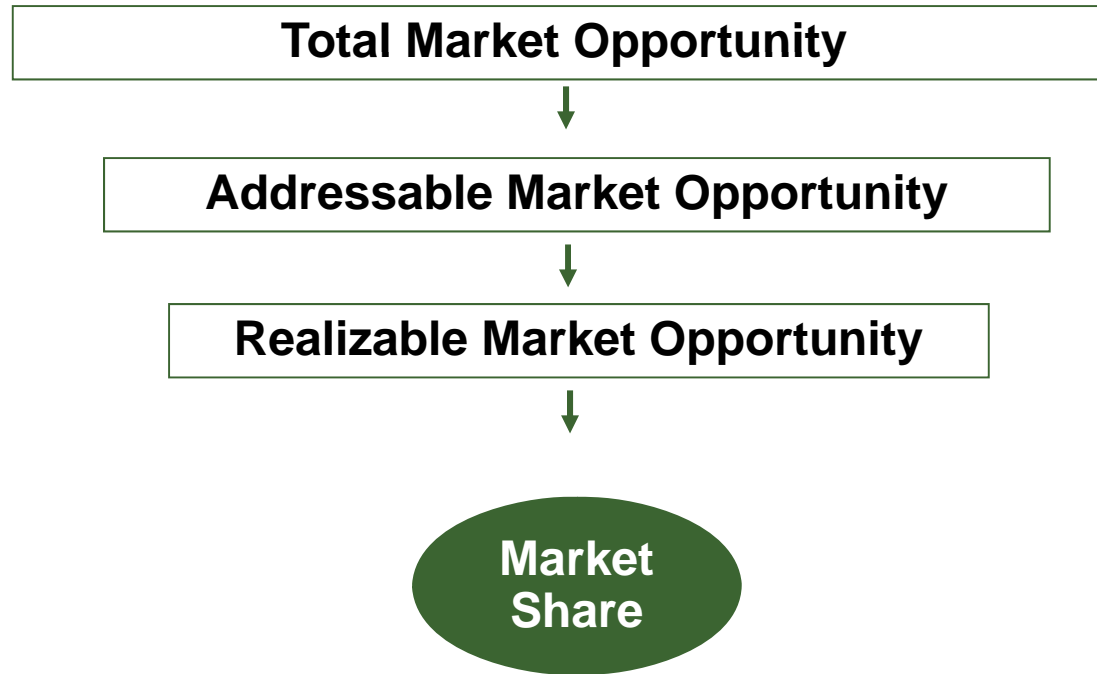 Total Market Opportunity
Addressable Market Opportunity
Realizable Market Opportunity
Market
Share